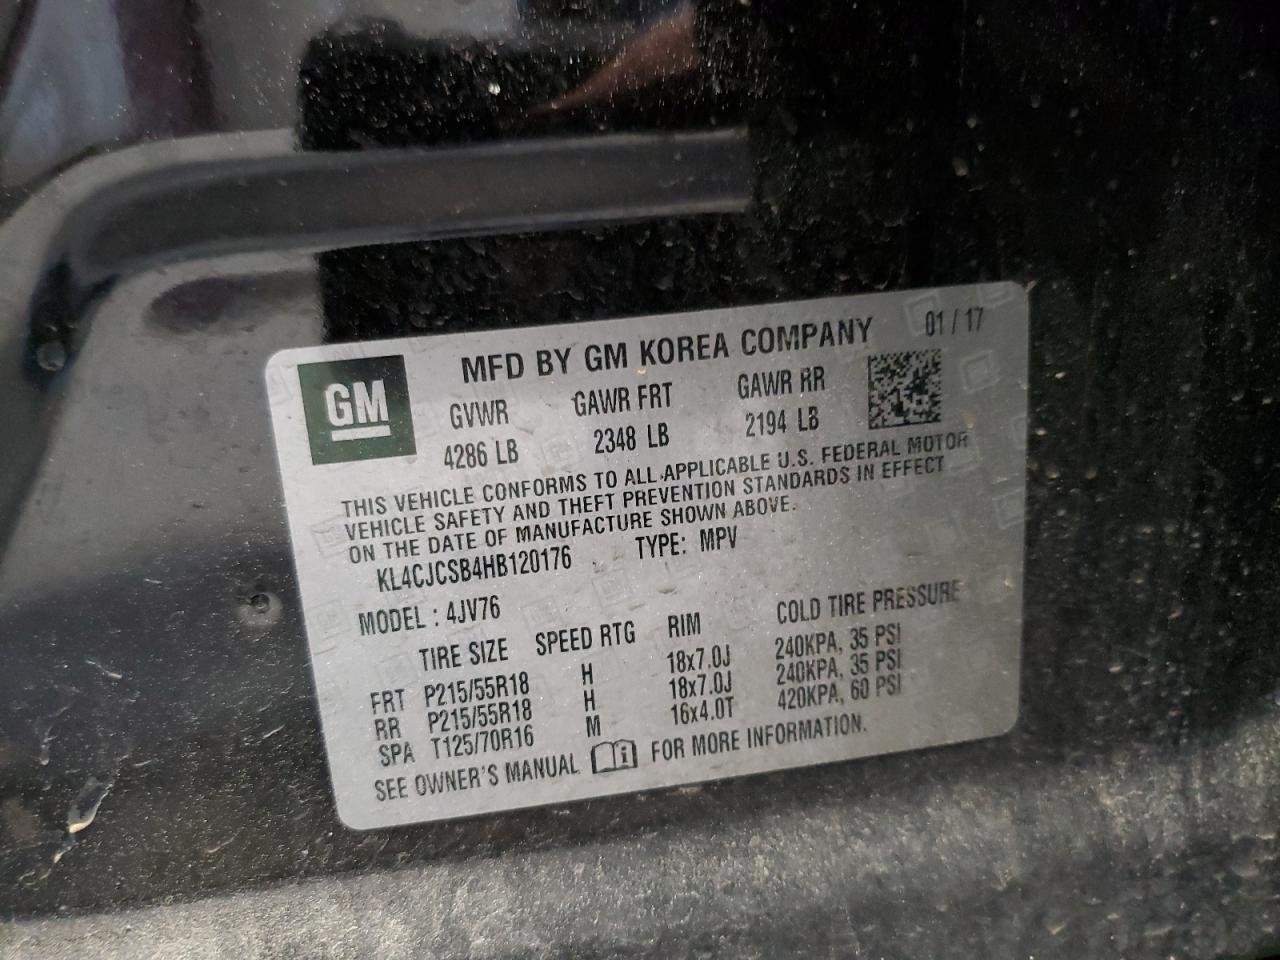 MFD BY GM KOREA COMPANY 01 / 17
GM
GVWR GAWR FRT GAWR RR
4286 LB 2348 LB 2194 LB
THIS VEHICLE CONFORMS TO ALL APPLICABLE U.S. FEDERAL MOTOR
VEHICLE SAFETY AND THEFT PREVENTION STANDARDS IN EFFECT
ON THE DATE OF MANUFACTURE SHOWN ABOVE.
KL4CJCSB4HB120176 TYPE: MPV
MODEL : 4JV76
TIRE SIZE SPEED RTG RIM COLD TIRE PRESSURE
FRT P215/55R18 H 18x7.0J 240KPA, 35 PSI
RR P215/55R18 H 18x7.0J 240KPA, 35 PSI
SPA T125/70R16 M 16x4.0T 420KPA, 60 PSI
SEE OWNER'S MANUAL i FOR MORE INFORMATION.